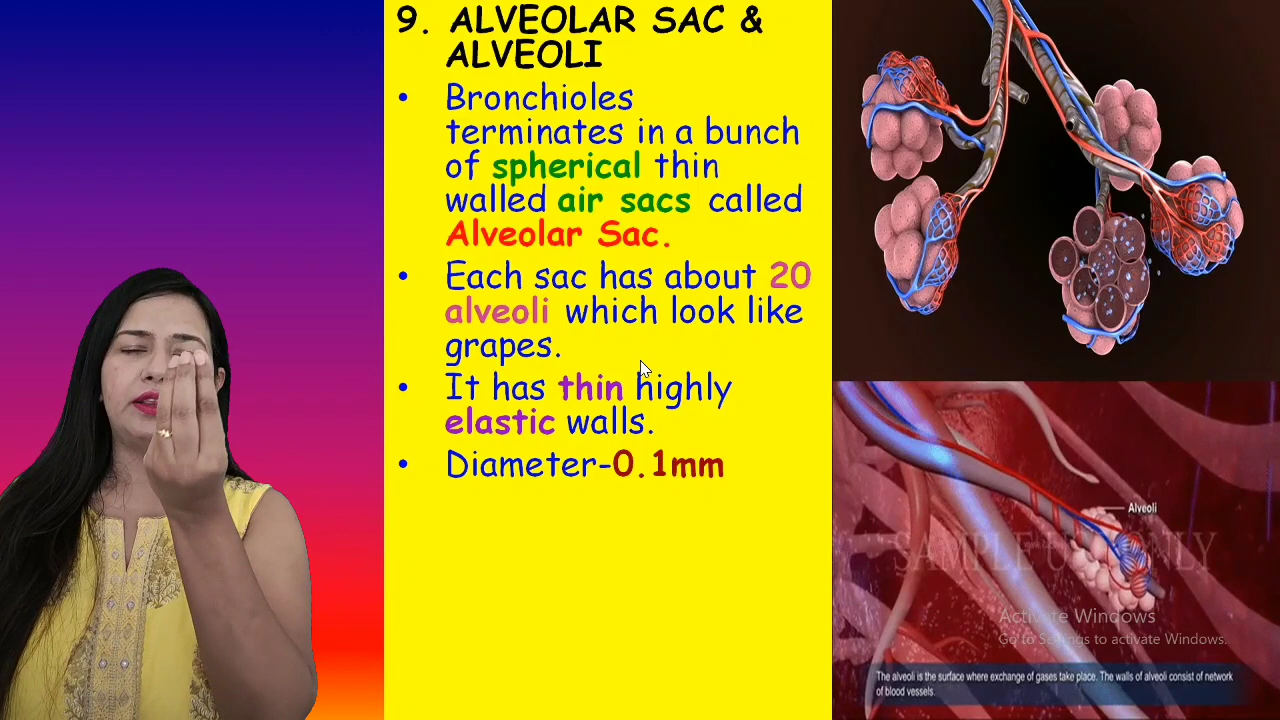 9. ALVEOLAR SAC &
ALVEOLI
• Bronchioles
terminates in a bunch
of spherical thin
walled air sacs called
Alveolar Sac.
• Each sac has about 20
alveoli which look like
grapes.
• It has thin highly
elastic walls.
• Diameter-0.1mm
Alveoli
SAMPLE USE ONLY
Activate Windows
Go to Settings to activate Windows.
The alveoli is the surface where exchange of gases take place. The walls of alveoli consist of network
of blood vessels.